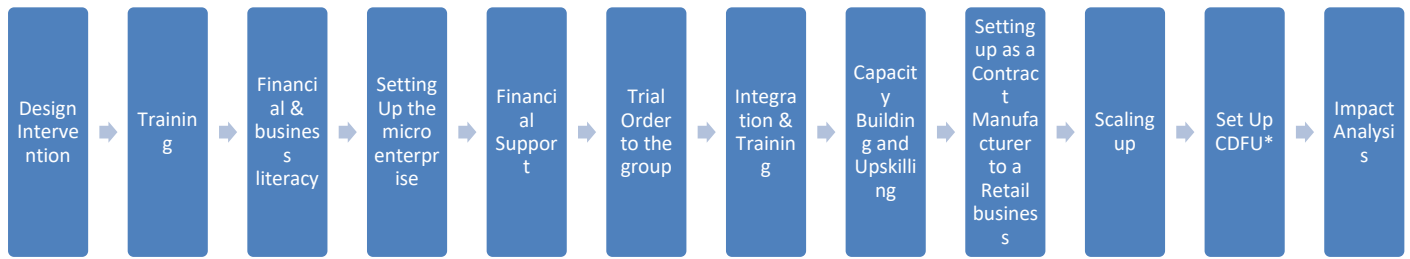 Design
Interve
ntion
Trainin
g
Financi
al &
busines
s
literacy
Setting
Up the
micro
enterpr
ise
Financi
al
Suppor
t
Trial
Order
to the
group
Integra
tion &
Trainin
g
Capacit
y
Buildin
g and
Upskilli
ng
Setting
up as a
Contrac
t
Manufa
cturer
to a
Retail
busines
s
Scaling
up
Set Up
CDFU*
Impact
Analysi
s